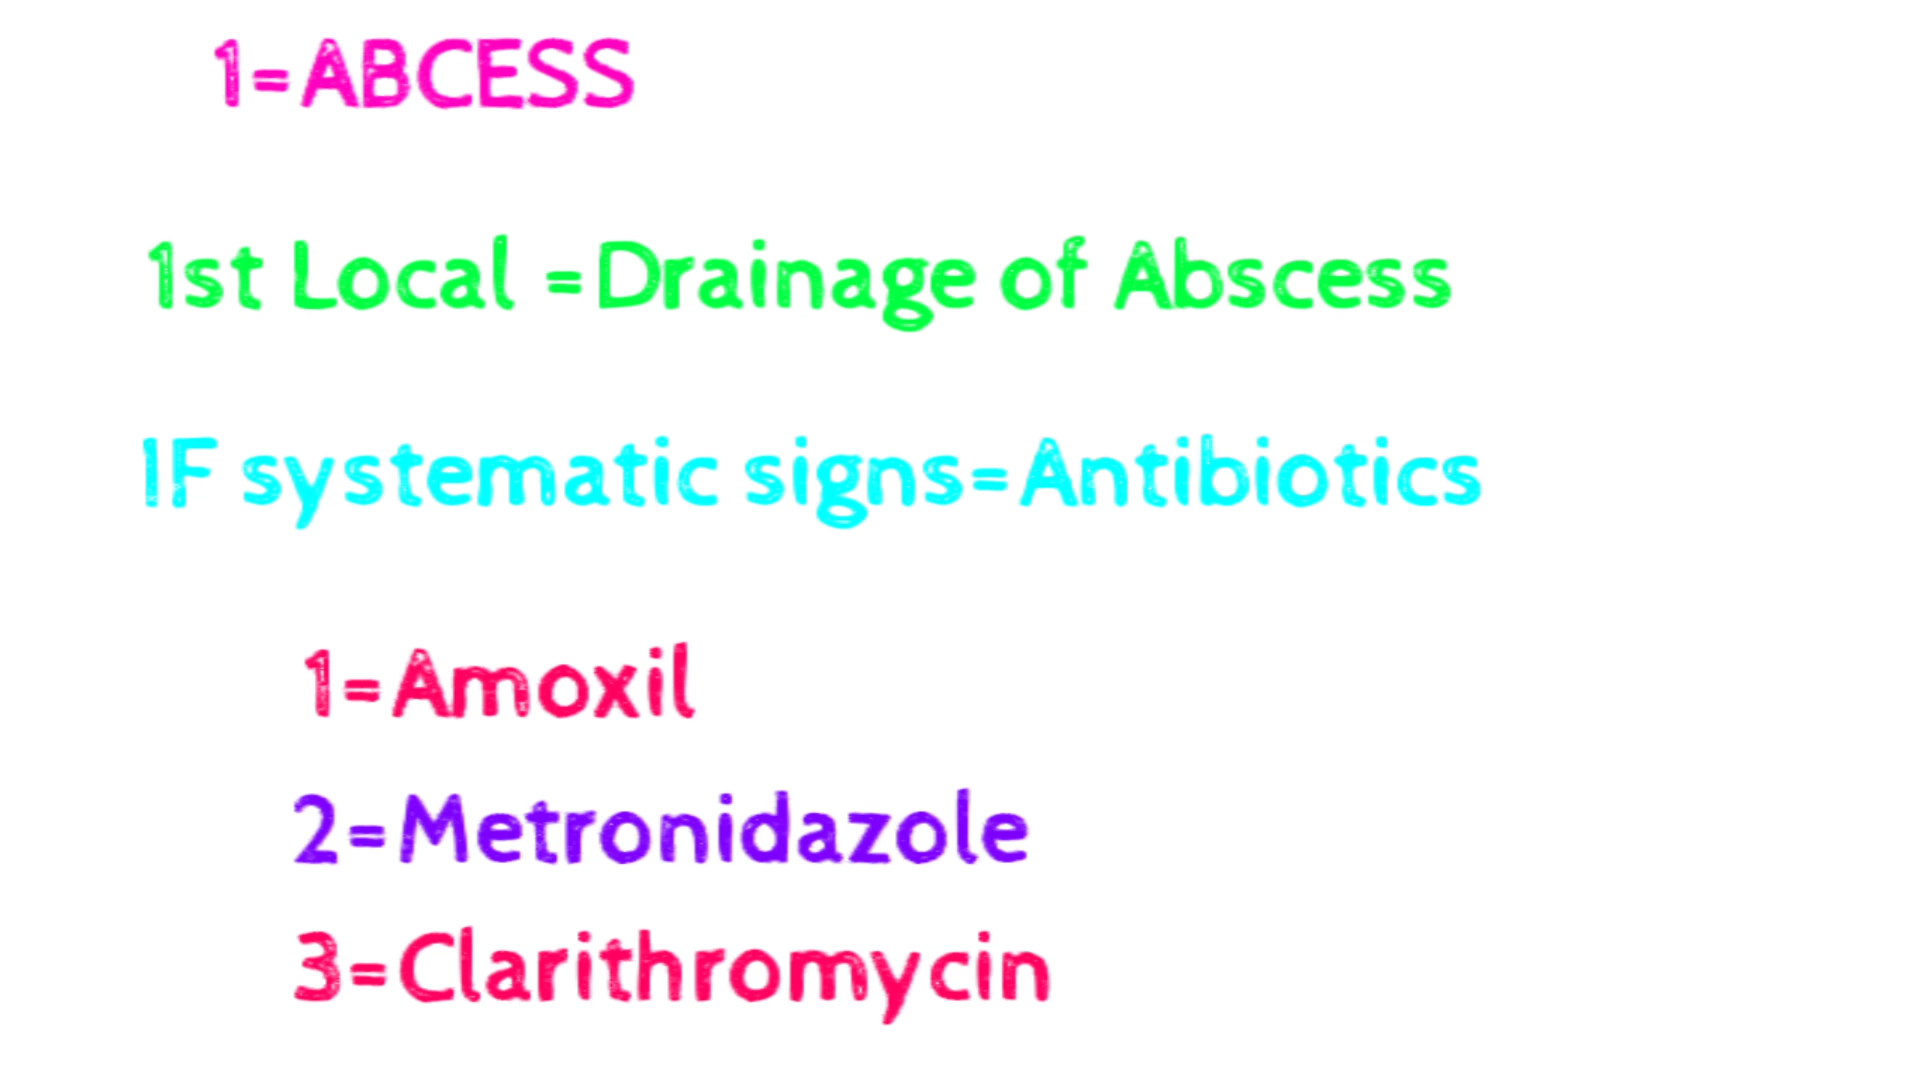 1=ABCESS
1st Local =Drainage of Abscess
IF systematic signs=Antibiotics
1=Amoxil
2=Metronidazole
3=Clarithromycin